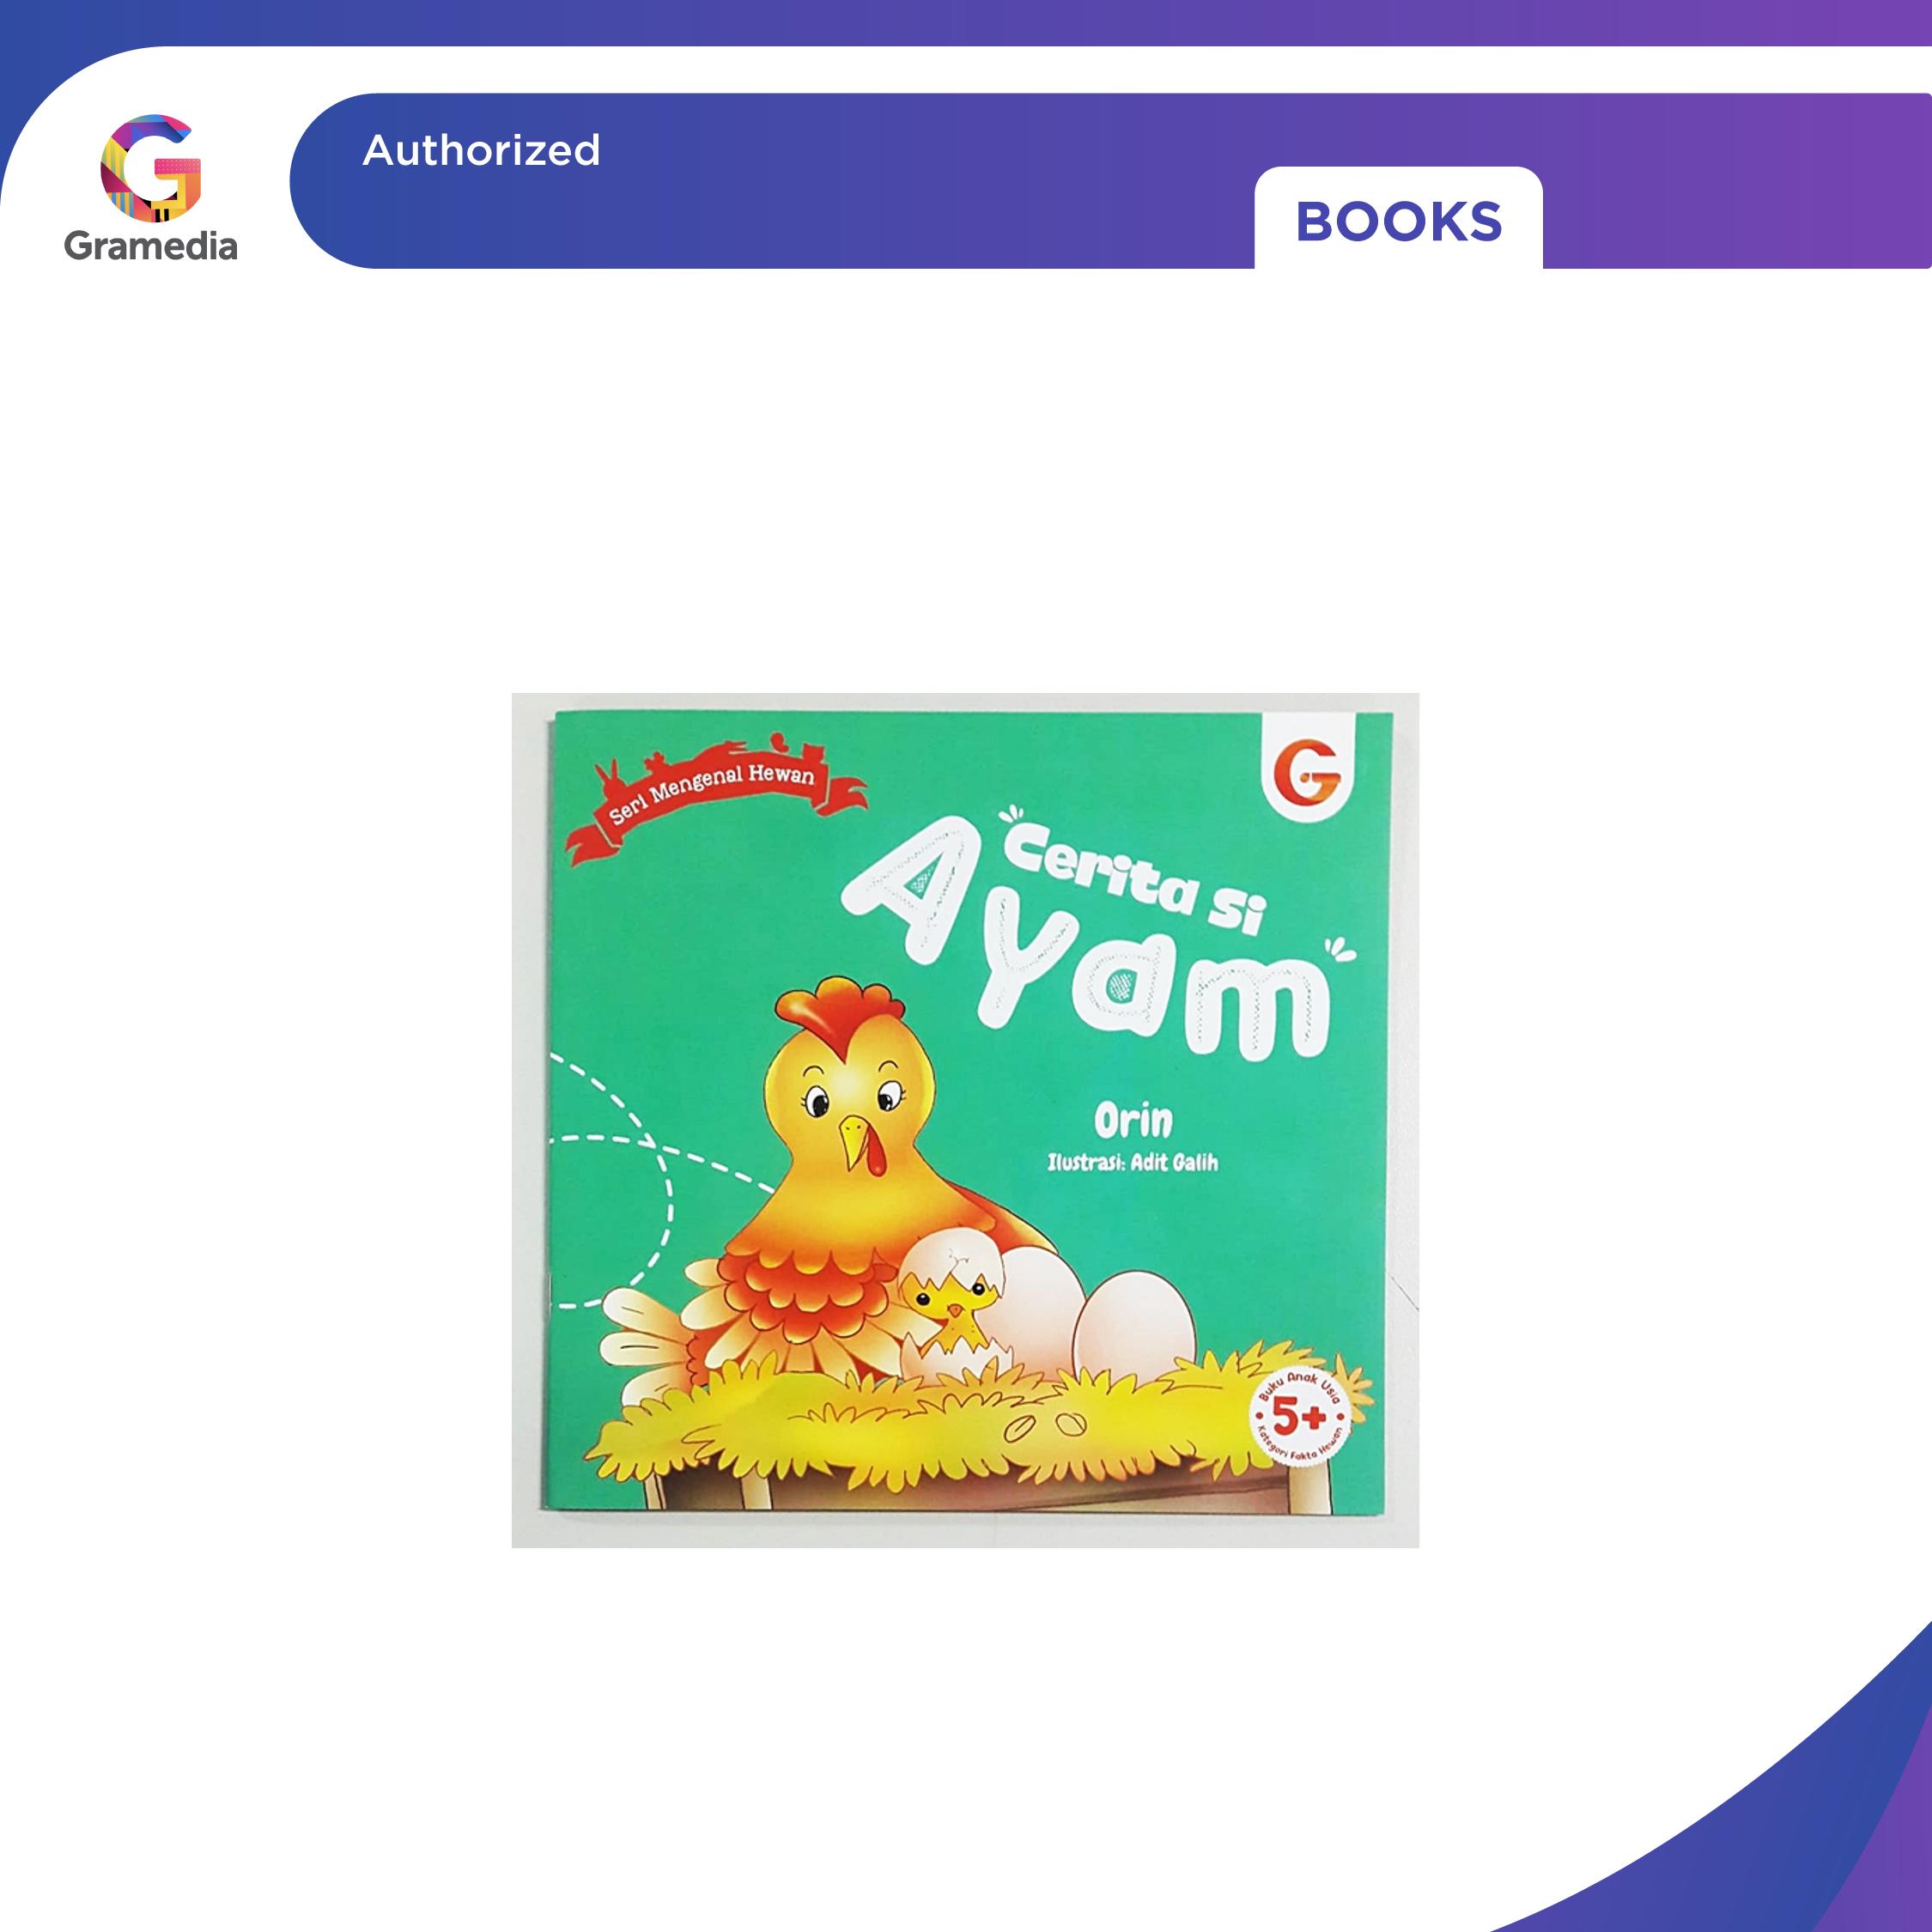 Gramedia
Authorized
BOOKS
Seri Mengenal Hewan
G
Cerita si
Ayam
Orin
Ilustrasi: Adit Galih
Buku Anak Usia
5+
Kategori Fakta Hewan